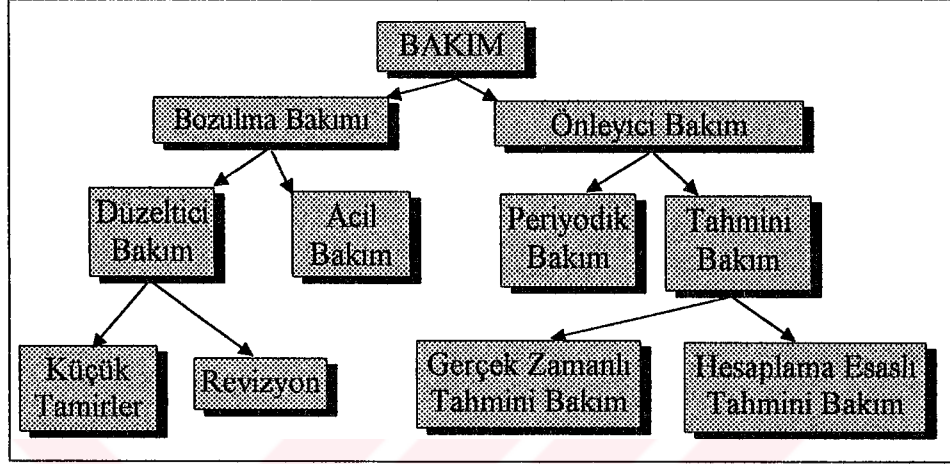 BAKIM
Bozulma Bakımı
Önleyici Bakım
Düzeltici
Bakım
Acil
Bakım
Periyodik
Bakım
Tahmini
Bakım
Küçük
Tamirler
Revizyon
Gerçek Zamanlı
Tahmini Bakım
Hesaplama Esaslı
Tahmini Bakım